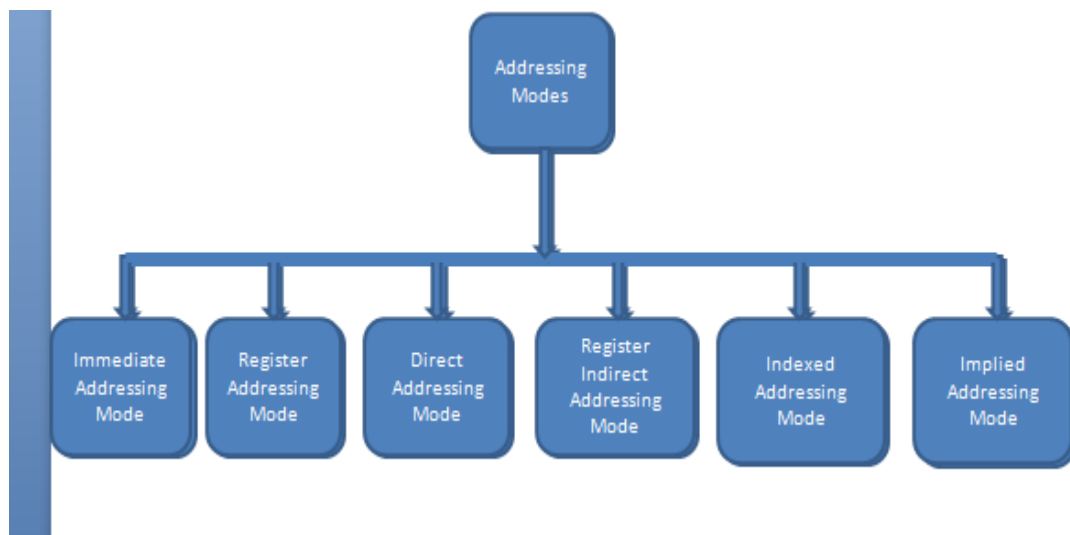 Addressing
Modes
Immediate
Addressing
Mode
Register
Addressing
Mode
Direct
Addressing
Mode
Register
Indirect
Addressing
Mode
Indexed
Addressing
Mode
Implied
Addressing
Mode